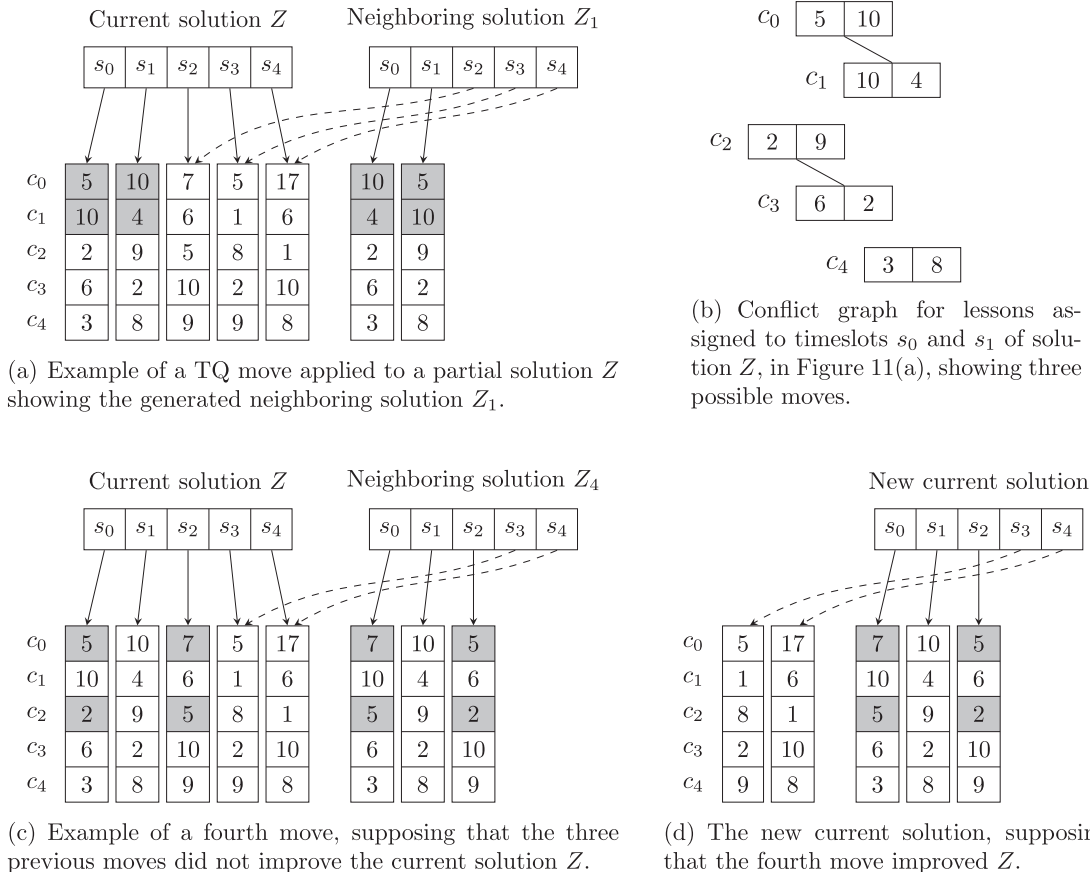 Current solution Z
Neighboring solution Z1
s0 s1 s2 s3 s4
s0 s1 s2 s3 s4
c0 5 10 7 5 17 10 5
c1 10 4 6 1 6 4 10
c2 2 9 5 8 1 2 9
c3 6 2 10 2 10 6 2
c4 3 8 9 9 8 3 8
(a) Example of a TQ move applied to a partial solution Z
showing the generated neighboring solution Z1.
c0 5 10
c1 10 4
c2 2 9
c3 6 2
c4 3 8
(b) Conflict graph for lessons as-
signed to timeslots s0 and s1 of solu-
tion Z, in Figure 11(a), showing three
possible moves.
Current solution Z
Neighboring solution Z4
s0 s1 s2 s3 s4
s0 s1 s2 s3 s4
c0 5 10 7 5 17 7 10 5
c1 10 4 6 1 6 10 4 6
c2 2 9 5 8 1 5 9 2
c3 6 2 10 2 10 6 2 10
c4 3 8 9 9 8 3 8 9
(c) Example of a fourth move, supposing that the three
previous moves did not improve the current solution Z.
New current solution
s0 s1 s2 s3 s4
c0 5 17 7 10 5
c1 1 6 10 4 6
c2 8 1 5 9 2
c3 2 10 6 2 10
c4 9 8 3 8 9
(d) The new current solution, supposin
that the fourth move improved Z.